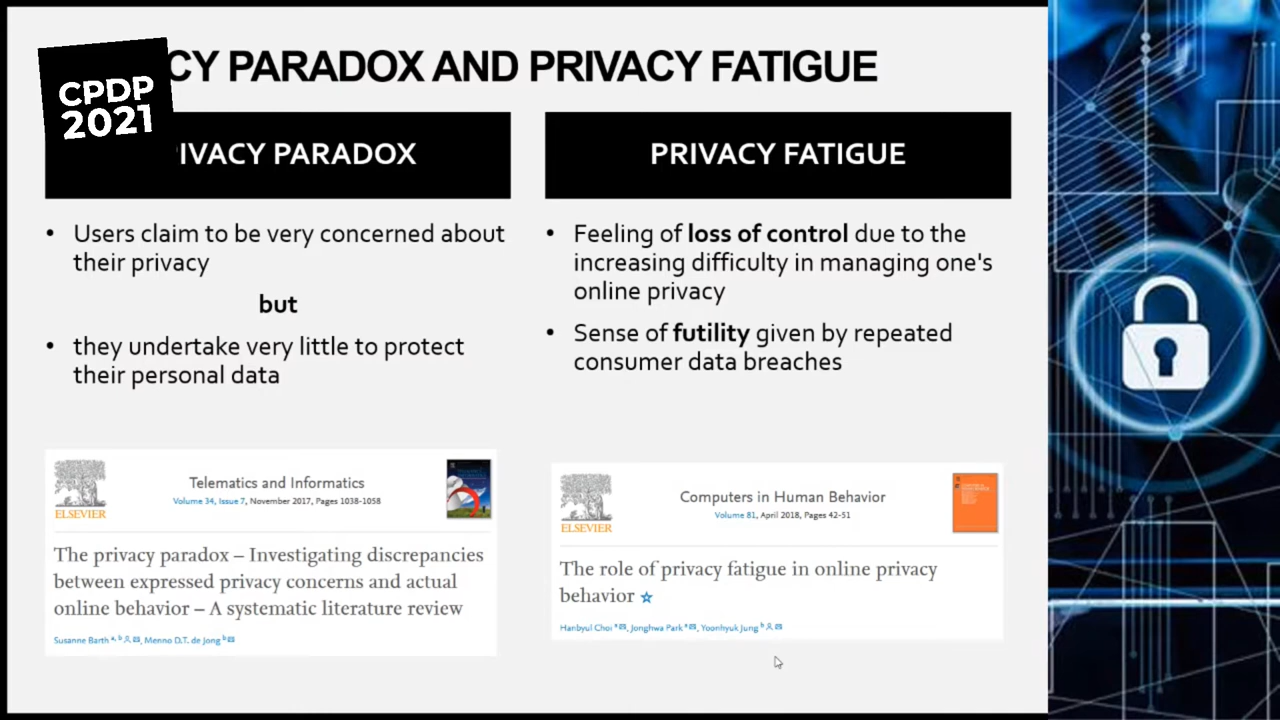 CPDP
2021
CY PARADOX AND PRIVACY FATIGUE
IVACY PARADOX
Users claim to be very concerned about
their privacy
but
they undertake very little to protect
their personal data
ELSEVIER
Telematics and Informatics
Volume 34, Issue 7, November 2017, Pages 1038-1058
The privacy paradox – Investigating discrepancies
between expressed privacy concerns and actual
online behavior – A systematic literature review
Susanne Barth a, b, Menno D.T. de Jong b
PRIVACY FATIGUE
Feeling of loss of control due to the
increasing difficulty in managing one's
online privacy
Sense of futility given by repeated
consumer data breaches
ELSEVIER
Computers in Human Behavior
Volume 81, April 2018, Pages 42-51
The role of privacy fatigue in online privacy
behavior ☆
Hanbyul Choi a, Jonghwa Park a, Yoonhyuk Jung b